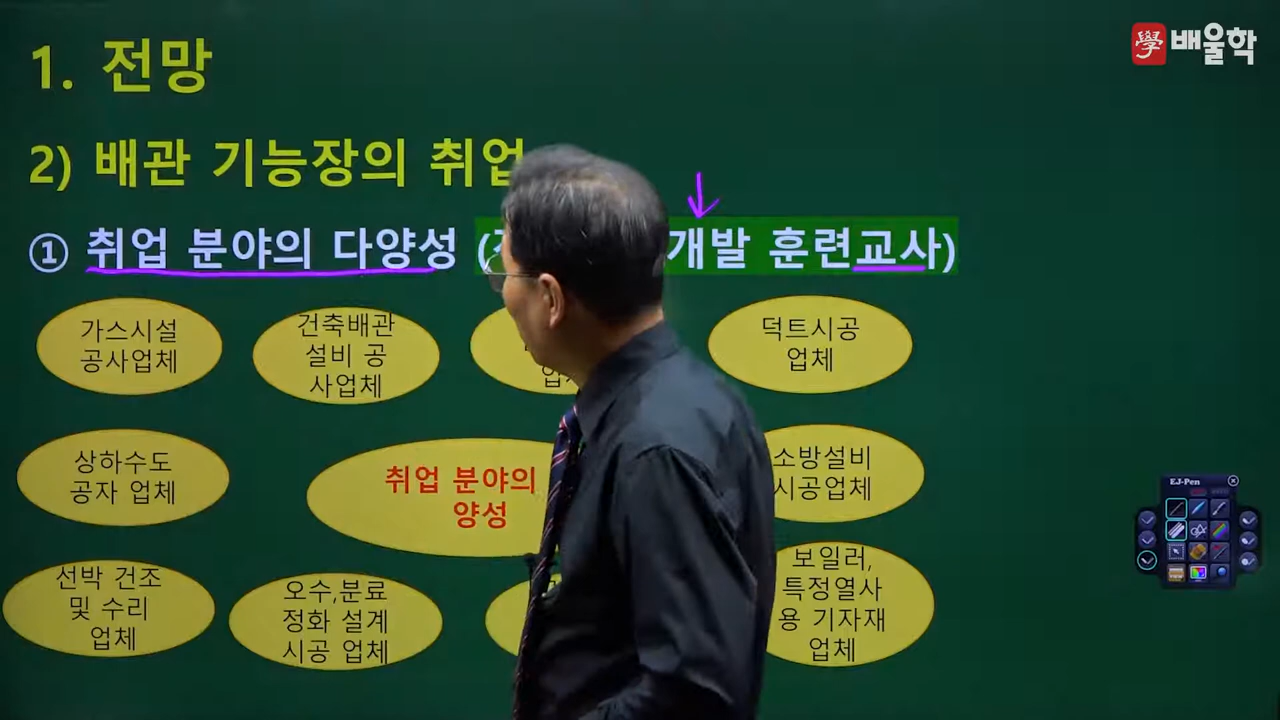 1. 전망
學 배울학
2) 배관 기능장의 취업
① 취업 분야의 다양성 ( 개발 훈련교사)
가스시설
공사업체
건축배관
설비 공
사업체
덕트시공
업체
상하수도
공자 업체
취업 분야의
양성
소방설비
시공업체
선박 건조
및 수리
업체
오수,분료
정화 설계
시공 업체
보일러,
특정열사
용 기자재
업체
EJ-Pen